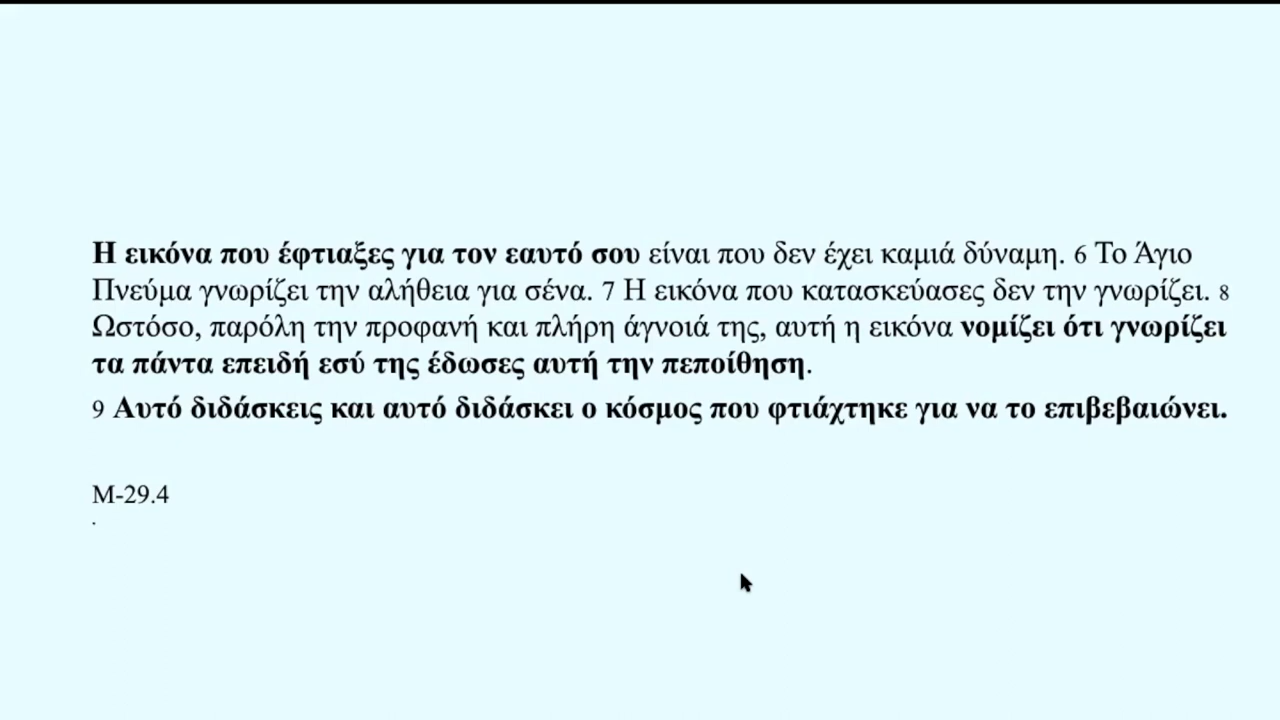 Η εικόνα που έφτιαξες για τον εαυτό σου είναι που δεν έχει καμιά δύναμη. 6 Το Άγιο
Πνεύμα γνωρίζει την αλήθεια για σένα. 7 Η εικόνα που κατασκεύασες δεν την γνωρίζει. 8
Ωστόσο, παρόλη την προφανή και πλήρη άγνοιά της, αυτή η εικόνα νομίζει ότι γνωρίζει
τα πάντα επειδή εσύ της έδωσες αυτή την πεποίθηση.
9 Αυτό διδάσκεις και αυτό διδάσκει ο κόσμος που φτιάχτηκε για να το επιβεβαιώνει.
M-29.4
.